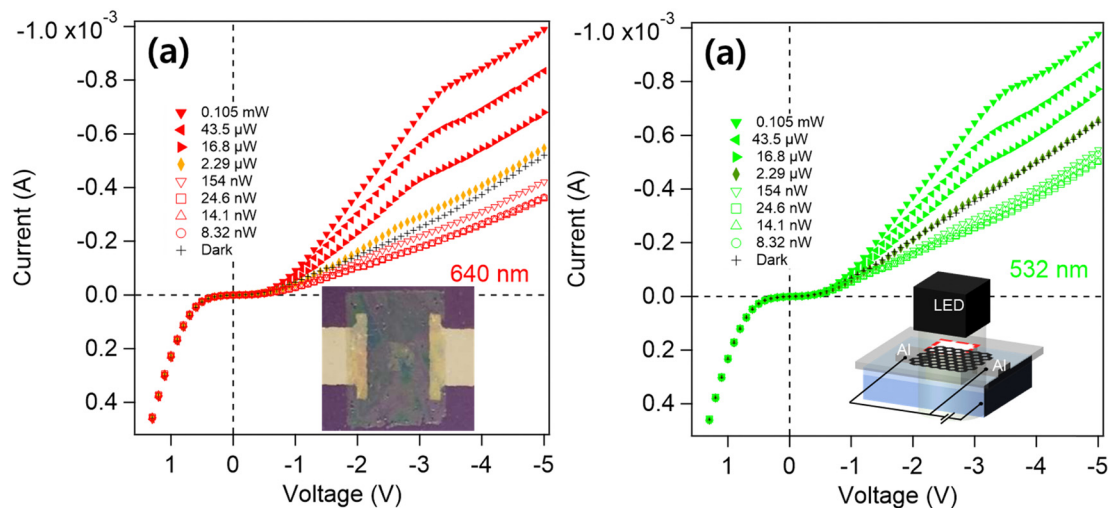 -1.0 x10⁻³
(a)
-0.8
-0.6
-0.4
-0.2
0.0
0.2
0.4
Current (A)
0.105 mW
43.5 µW
16.8 µW
2.29 µW
154 nW
24.6 nW
14.1 nW
8.32 nW
Dark
640 nm
1 0 -1 -2 -3 -4 -5
Voltage (V)
-1.0 x10⁻³
(a)
-0.8
-0.6
-0.4
-0.2
0.0
0.2
0.4
Current (A)
0.105 mW
43.5 µW
16.8 µW
2.29 µW
154 nW
24.6 nW
14.1 nW
8.32 nW
Dark
532 nm
LED
Al
Al
1 0 -1 -2 -3 -4 -5
Voltage (V)